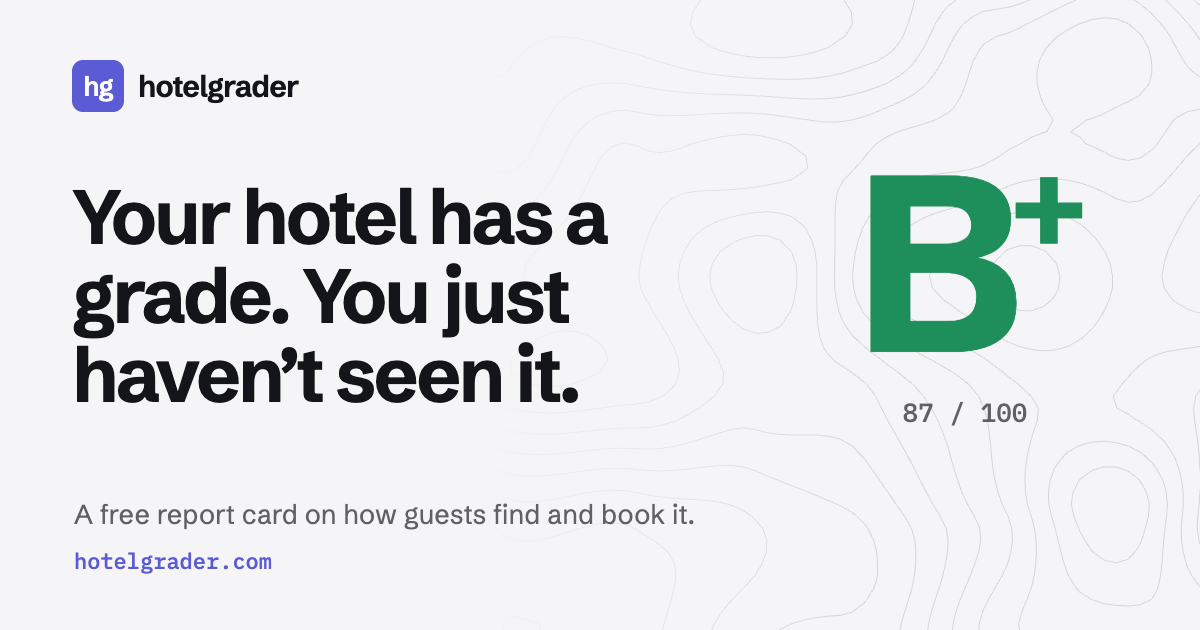 hg hotelgrader
Your hotel has a
grade. You just
haven’t seen it.
B+
87 / 100
A free report card on how guests find and book it.
hotelgrader.com